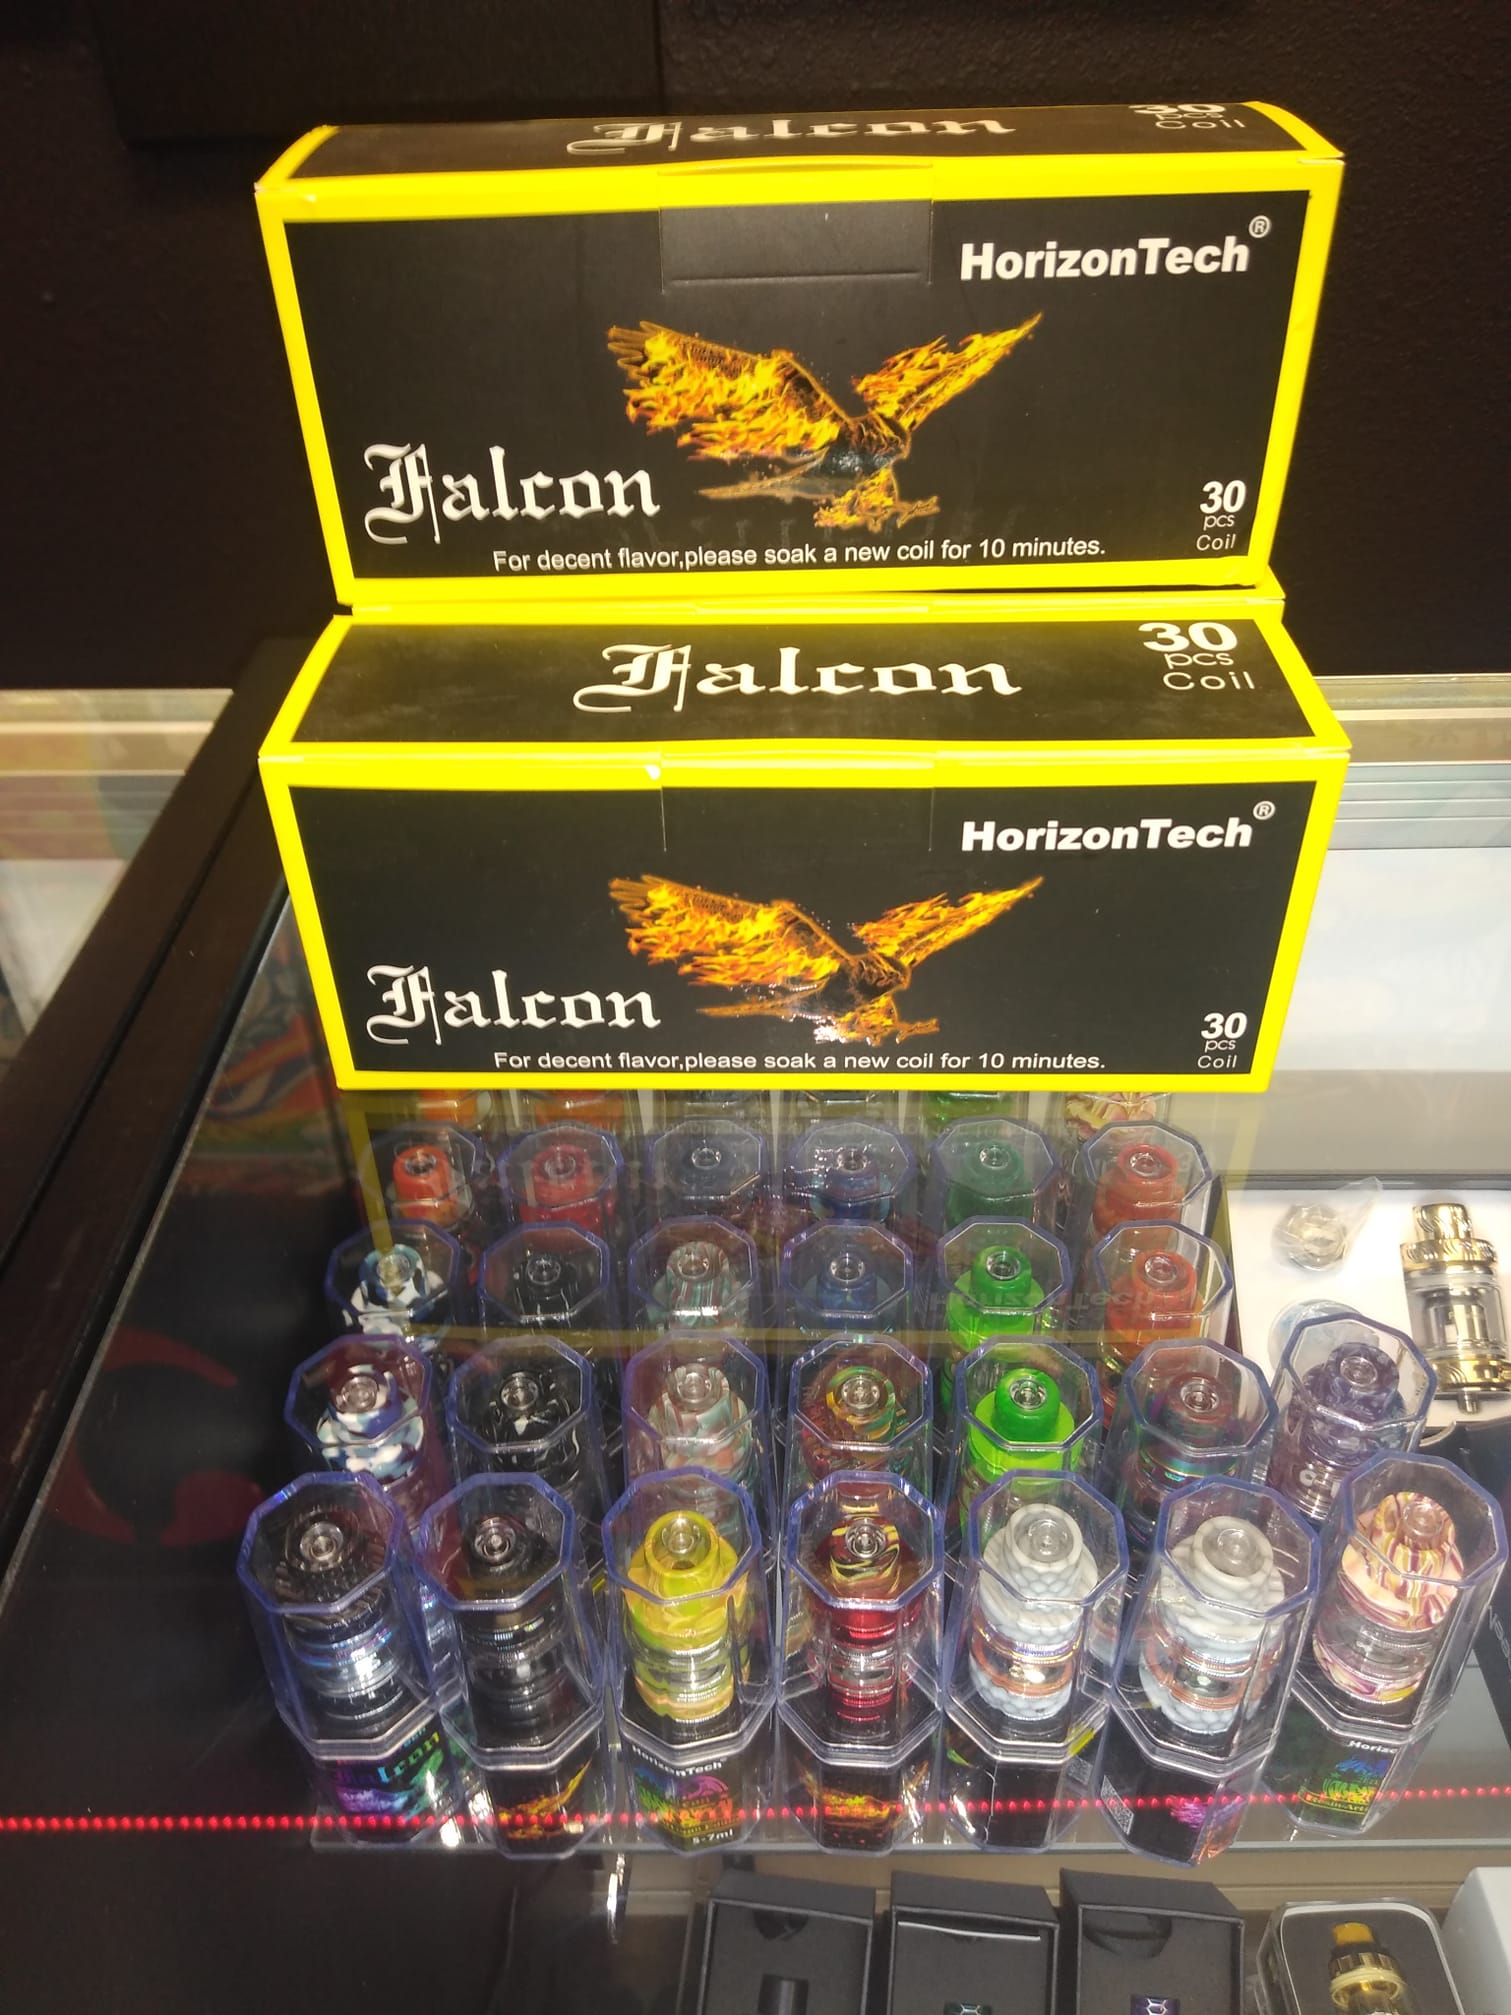 Falcon
30
pcs
Coil
HorizonTech®
Falcon
30
pcs
Coil
For decent flavor,please soak a new coil for 10 minutes.
Falcon
30
pcs
Coil
HorizonTech®
Falcon
30
pcs
Coil
For decent flavor,please soak a new coil for 10 minutes.
HorizonTech
5-7ml